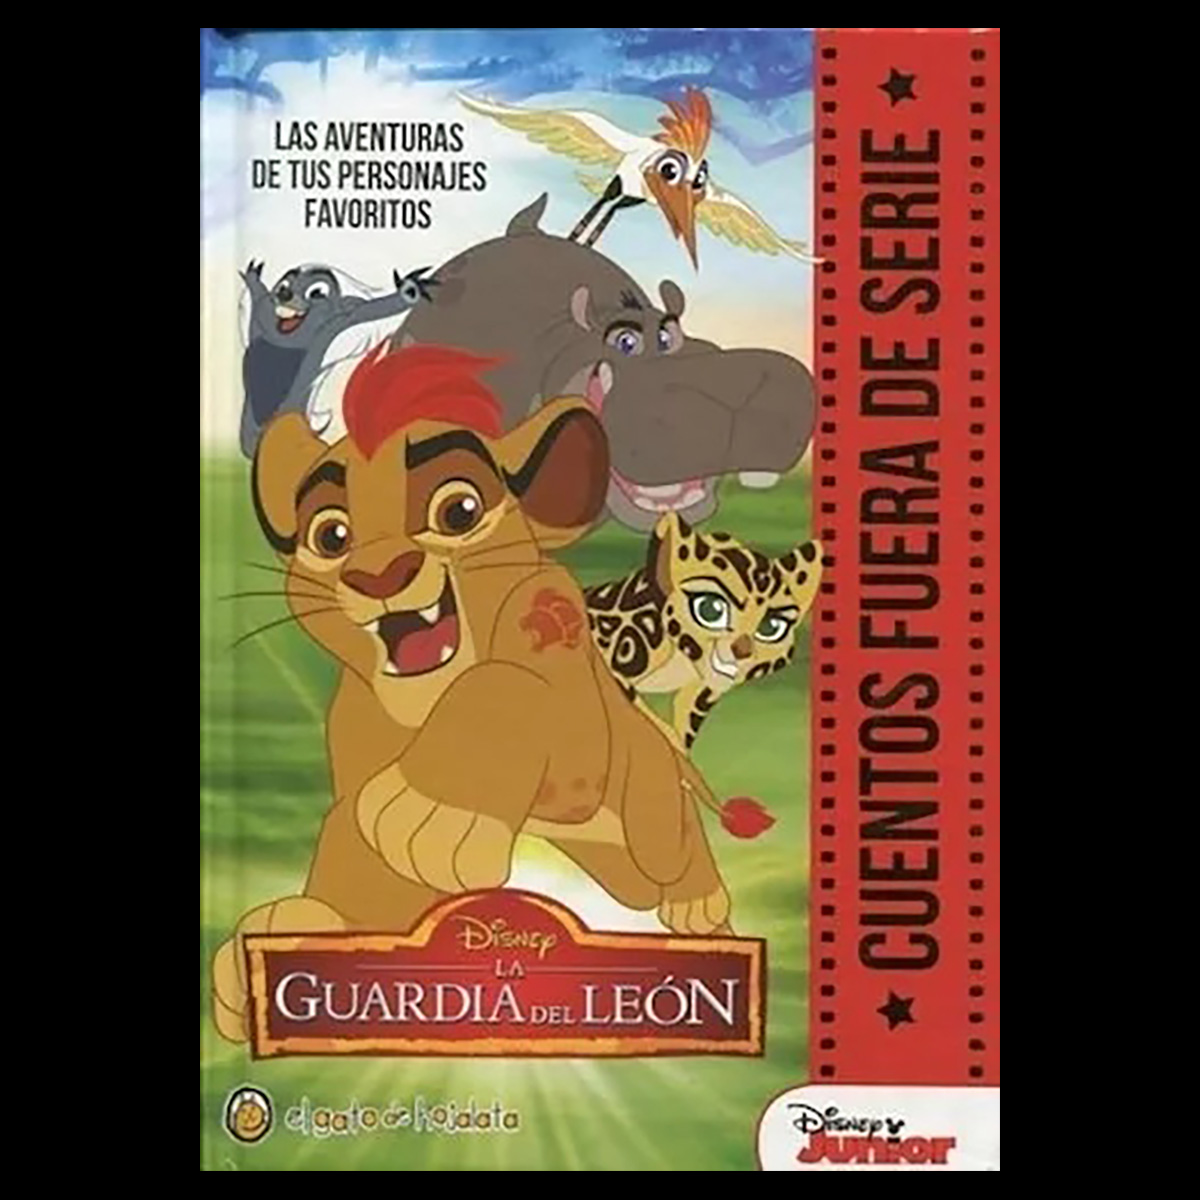 LAS AVENTURAS
DE TUS PERSONAJES
FAVORITOS
CUENTOS FUERA DE SERIE
Disney
LA
GUARDIA DEL LEÓN
el gato de hojalata
Disney
Junior